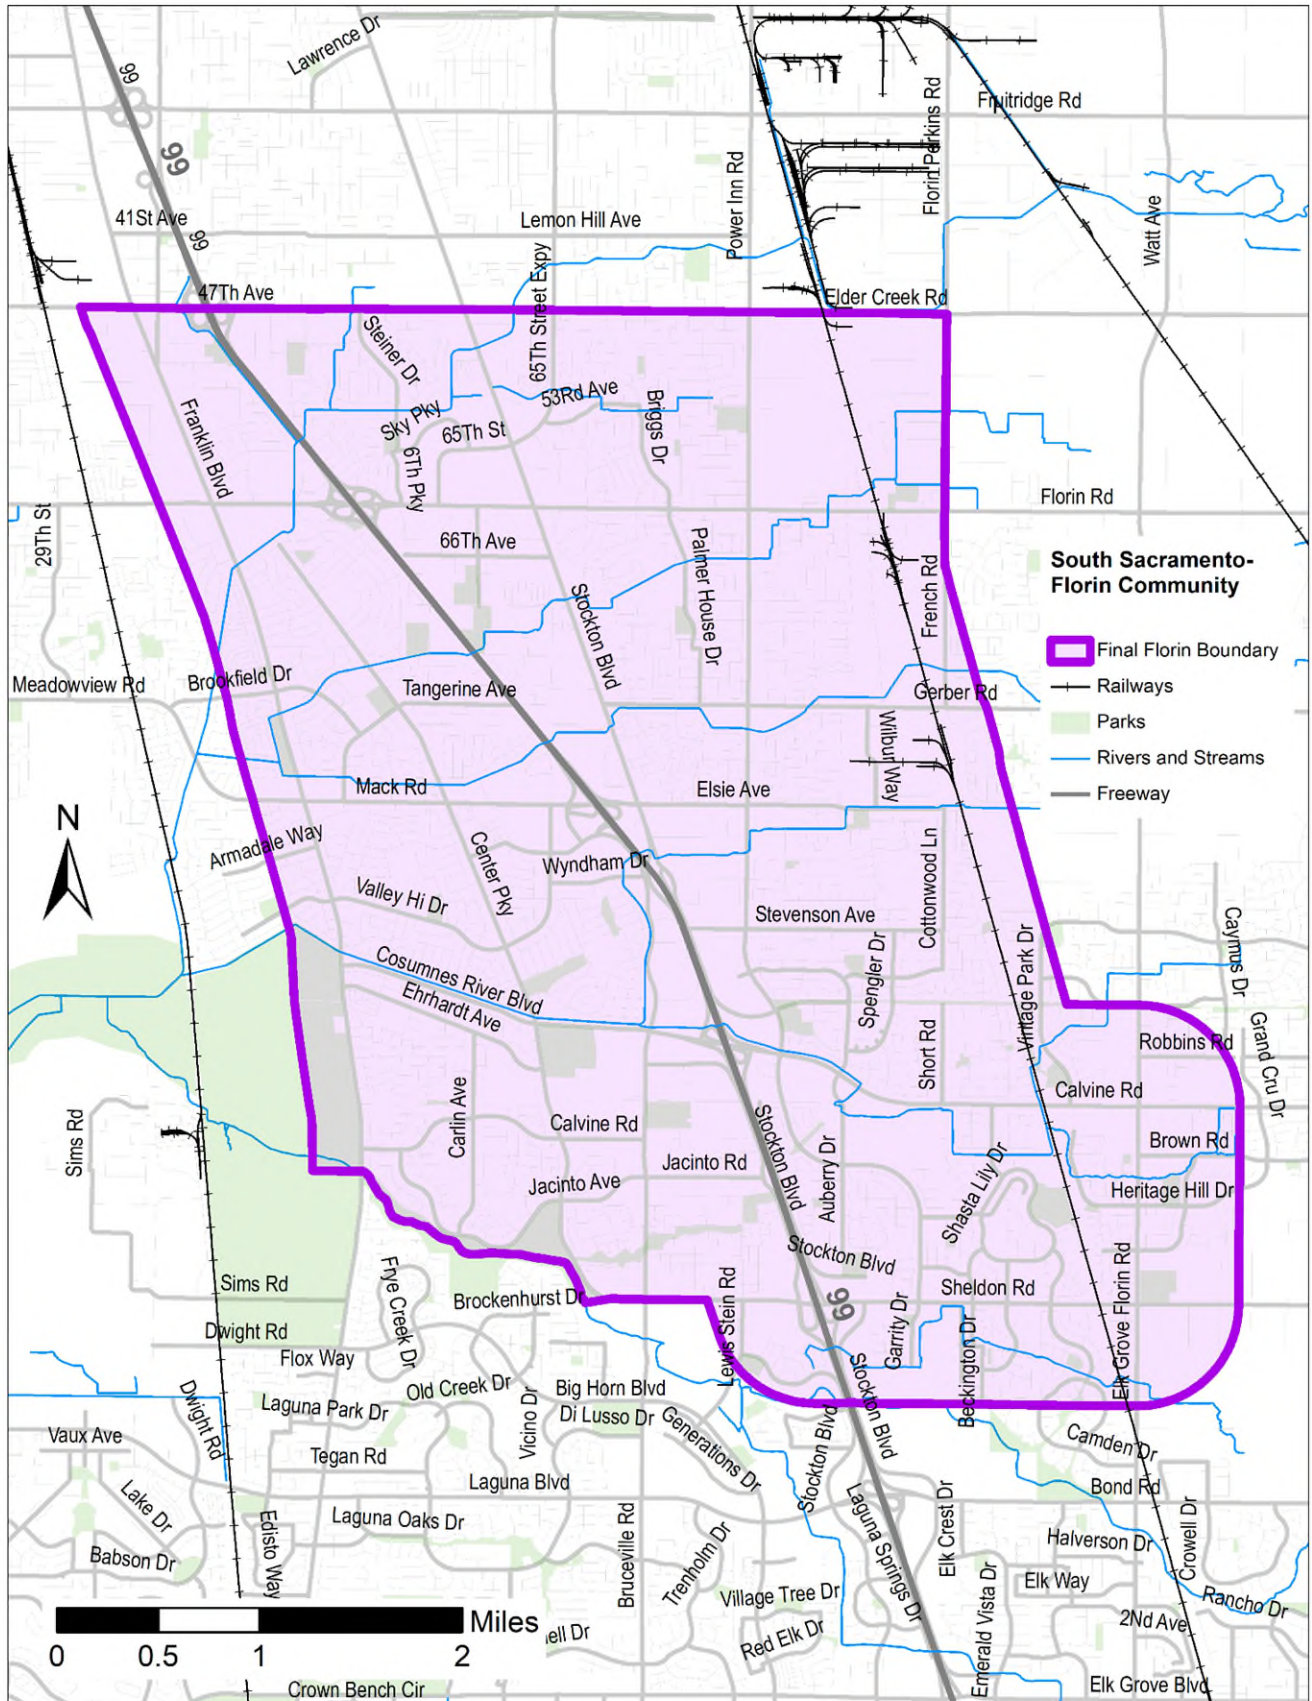 Lawrence Dr
99
Fruitridge Rd
99
Florin Perkins Rd
Power Inn Rd
41St Ave
Lemon Hill Ave
99
Watt Ave
65Th Street Expy
47Th Ave
Elder Creek Rd
Steiner Dr
53Rd Ave
Sky Pky
65Th St
Briggs Dr
Franklin Blvd
6Th Pky
Florin Rd
29Th St
66Th Ave
Palmer House Dr
French Rd
South Sacramento-
Florin Community
Stockton Blvd
Final Florin Boundary
Meadowview Rd
Brookfield Dr
Tangerine Ave
Gerber Rd
Railways
Parks
Wilbur Way
Rivers and Streams
Mack Rd
Elsie Ave
Freeway
N
Armadale Way
Center Pky
Wyndham Dr
Cottonwood Ln
Valley Hi Dr
Stevenson Ave
Caymus Dr
Cosumnes River Blvd
Spengler Dr
Vintage Park Dr
Ehrhardt Ave
Robbins Rd
Grand Cru Dr
Short Rd
Calvine Rd
Sims Rd
Carlin Ave
Calvine Rd
Stockton Blvd
Brown Rd
Jacinto Rd
Auberry Dr
Jacinto Ave
Shasta Lily Dr
Heritage Hill Dr
Stockton Blvd
Sims Rd
Frye Creek Dr
Brockenhurst Dr
Lewis Stein Rd
99
Sheldon Rd
Elk Grove Florin Rd
Dwight Rd
Garrity Dr
Flox Way
Beckington Dr
Old Creek Dr
Big Horn Blvd
Stockton Blvd
Dwight Rd
Laguna Park Dr
Vicino Dr
Di Lusso Dr
Generations Dr
Stockton Blvd
Vaux Ave
Tegan Rd
Camden Dr
Laguna Blvd
Bond Rd
Lake Dr
Laguna Oaks Dr
Laguna Springs Dr
Elk Crest Dr
Edisto Way
Bruceville Rd
Trenholm Dr
Halverson Dr
Crowell Dr
Babson Dr
Village Tree Dr
Elk Way
Rancho Dr
Emerald Vista Dr
2Nd Ave
Miles
ell Dr
Red Elk Dr
0 0.5 1 2
Crown Bench Cir
Elk Grove Blvd